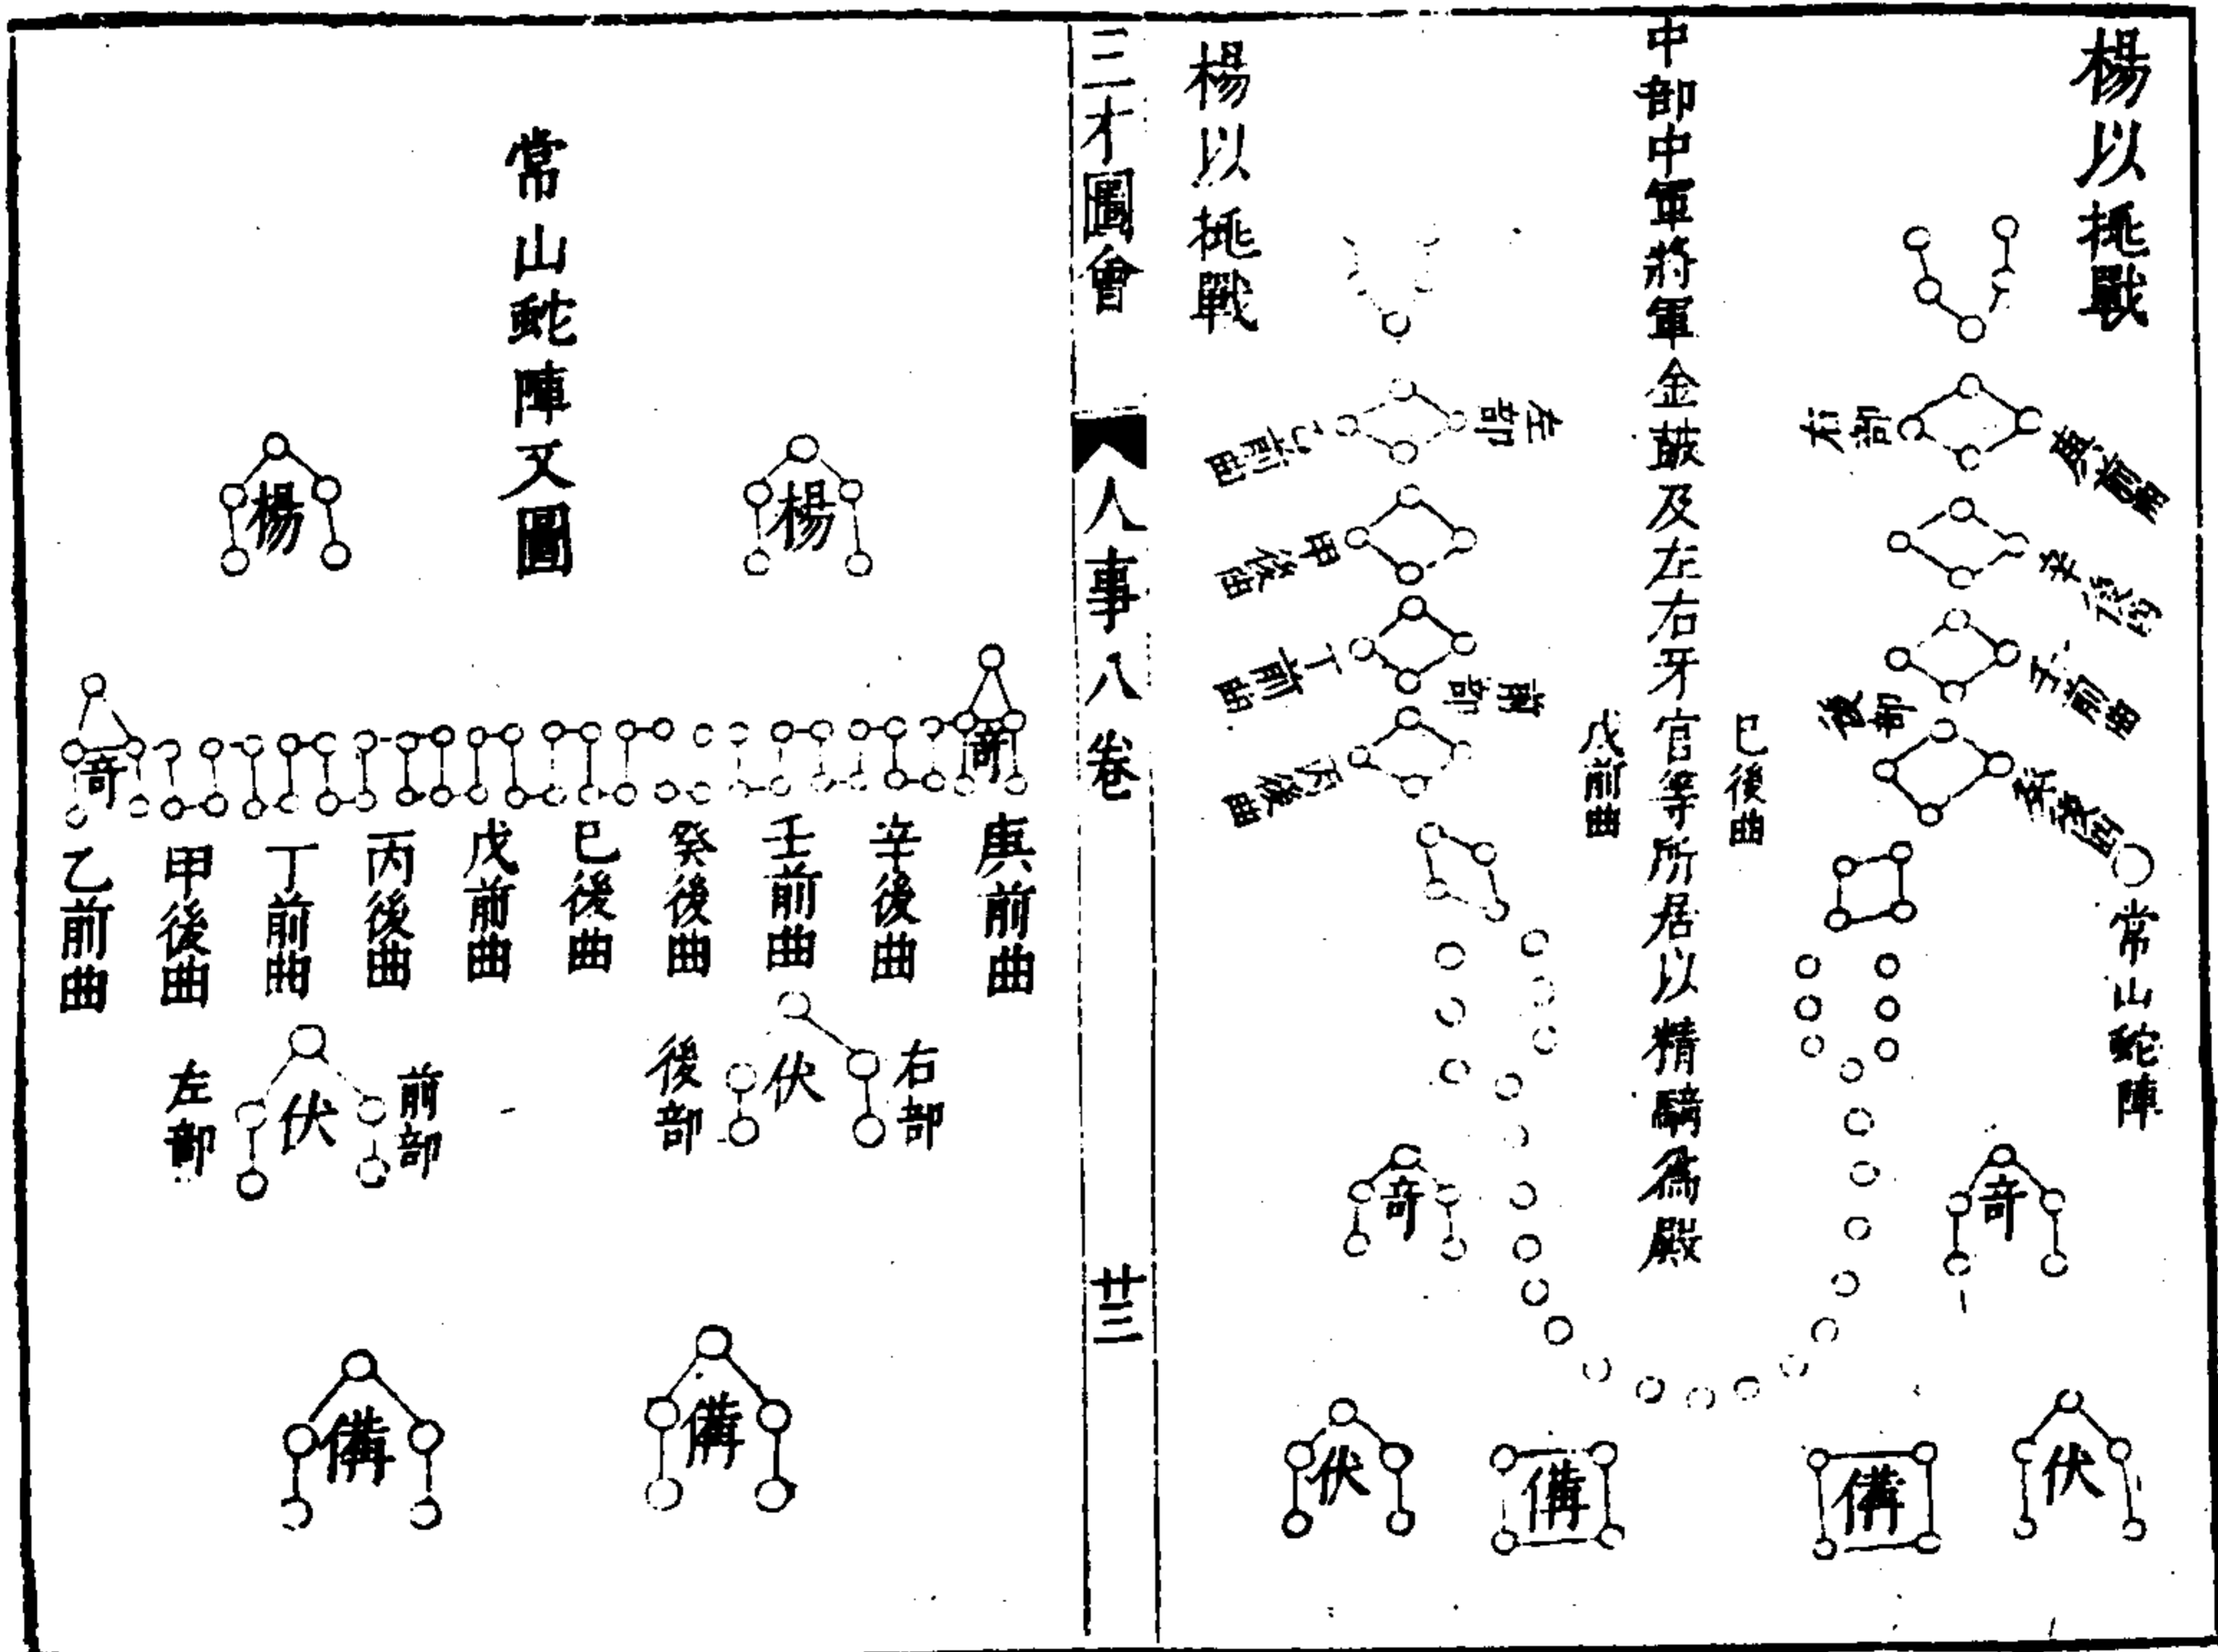 楊以挑戰
〇常山蛇陣
右部
庚前曲
辛後曲
壬前曲
後部
癸後曲
奇
伏
備
己後曲
中部中軍將軍金鼓及左右牙官等所居以精騎為殿
戊前曲
左部
乙前曲
甲後曲
前部
丁前曲
丙後曲
奇
伏
備
楊以挑戰
三才圖會
人事八卷
廿三
常山蛇陣又圖
楊
楊
奇
奇
庚前曲
辛後曲
壬前曲
癸後曲
己後曲
戊前曲
丙後曲
丁前曲
甲後曲
乙前曲
右部
伏
後部
前部
伏
左部
備
備